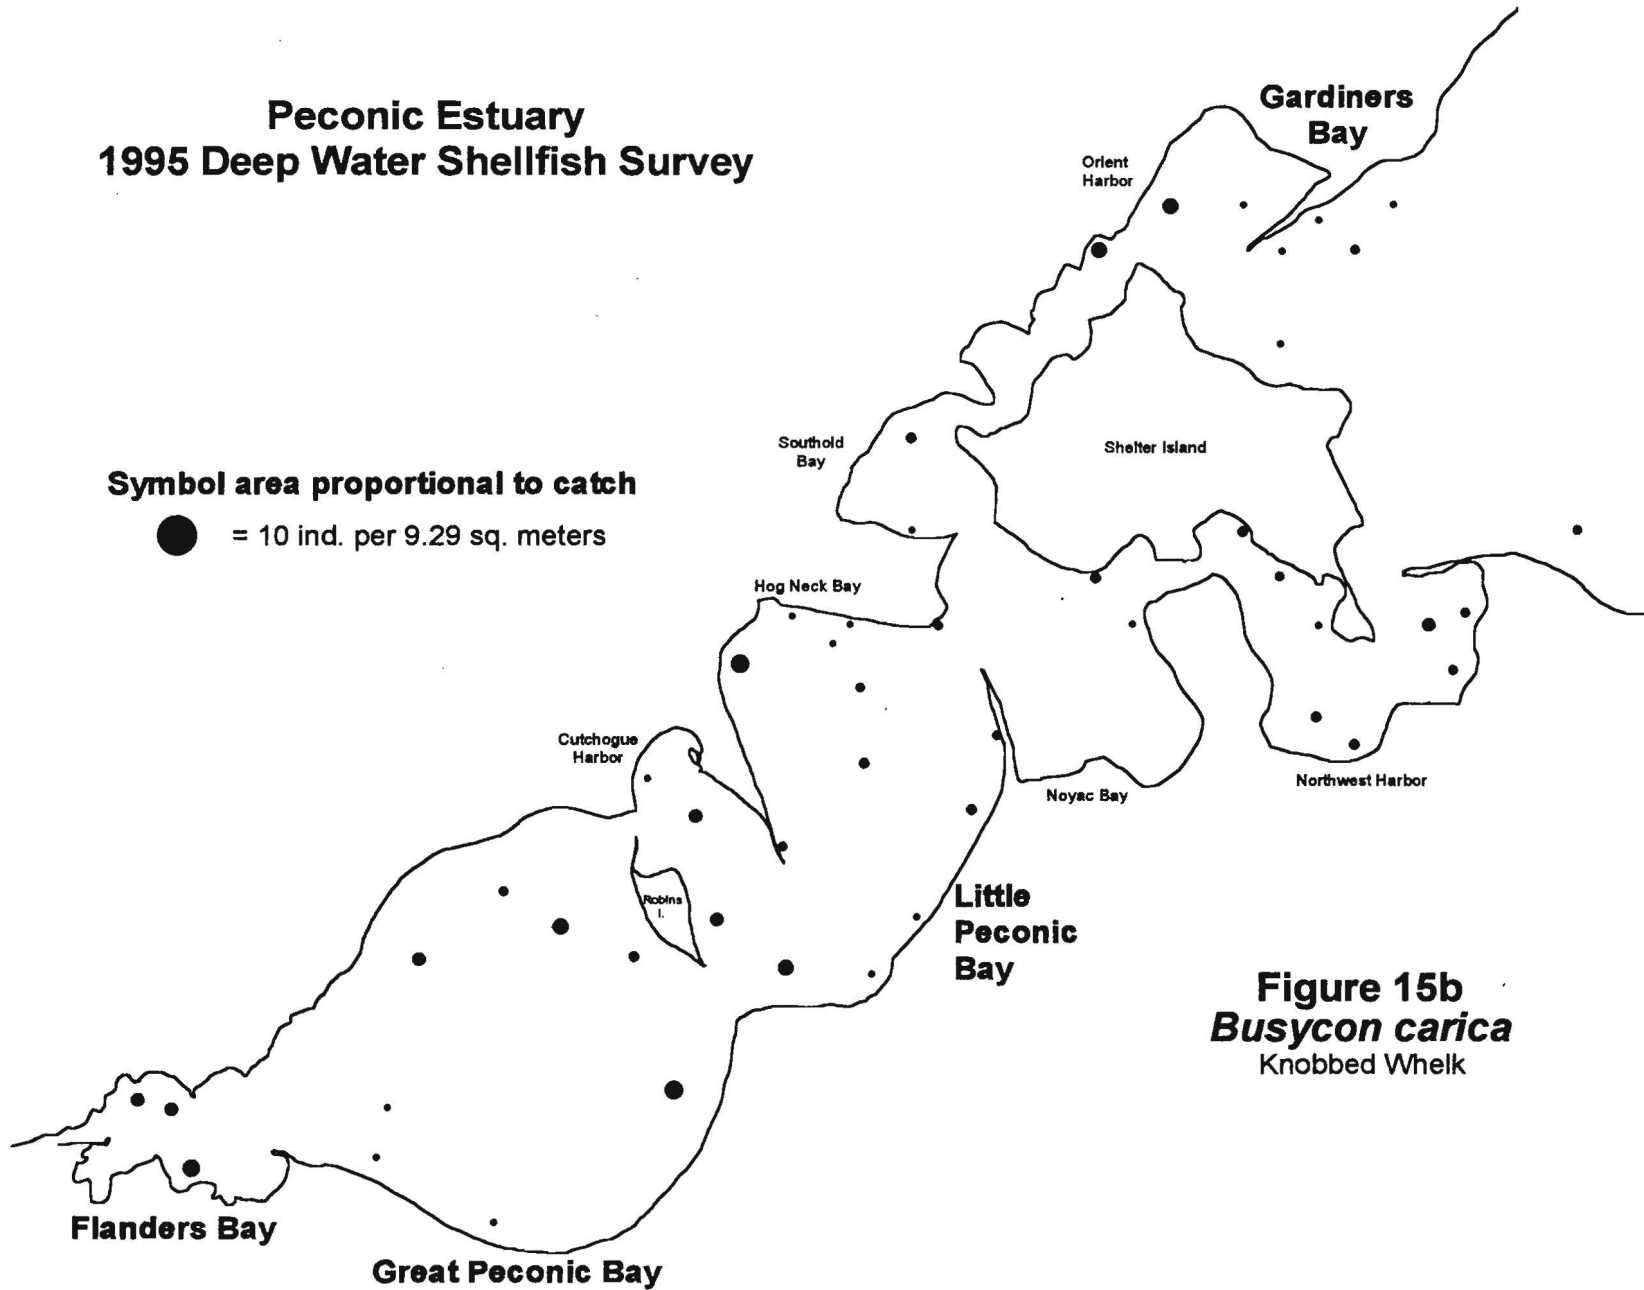 Peconic Estuary
1995 Deep Water Shellfish Survey
Gardiners
Bay
Orient
Harbor
Southold
Bay
Shelter Island
Symbol area proportional to catch
= 10 ind. per 9.29 sq. meters
Hog Neck Bay
Cutchogue
Harbor
Noyac Bay
Northwest Harbor
Robins
I.
Little
Peconic
Bay
Figure 15b
Busycon carica
Knobbed Whelk
Flanders Bay
Great Peconic Bay